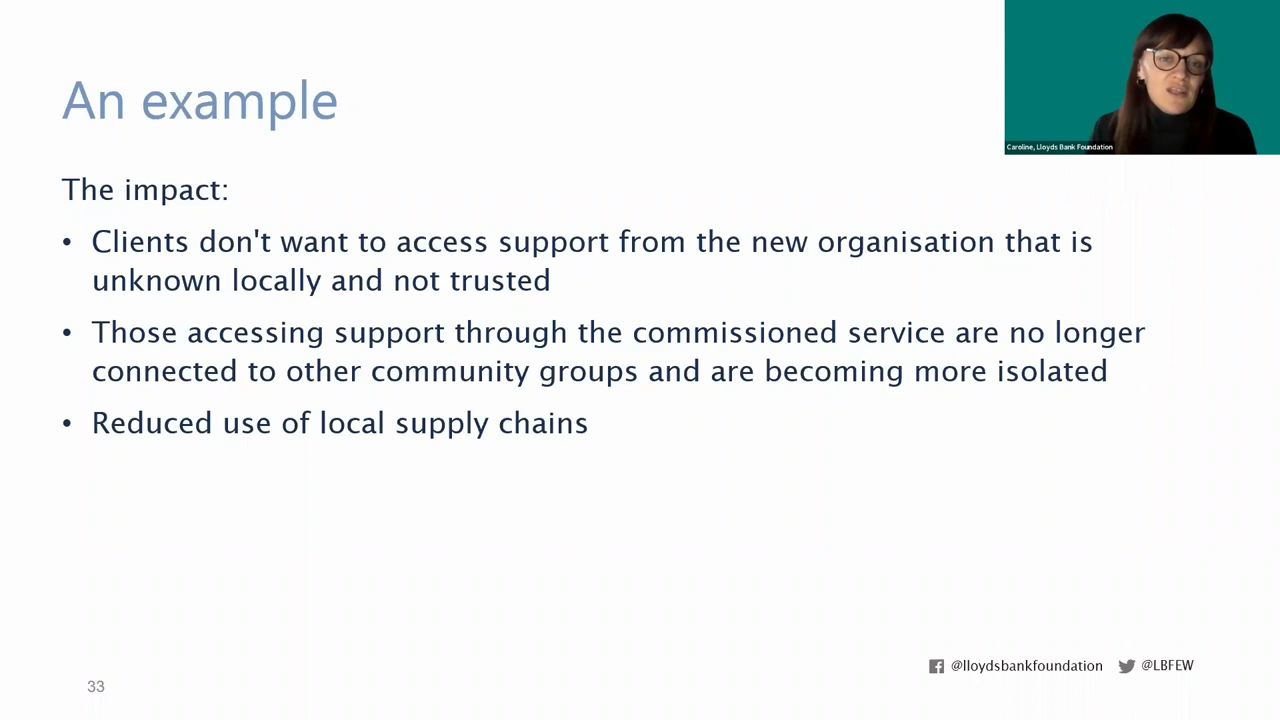 An example
Caroline, Lloyds Bank Foundation
The impact:
• Clients don't want to access support from the new organisation that is
unknown locally and not trusted
• Those accessing support through the commissioned service are no longer
connected to other community groups and are becoming more isolated
• Reduced use of local supply chains
@lloydsbankfoundation @LBFEW
33